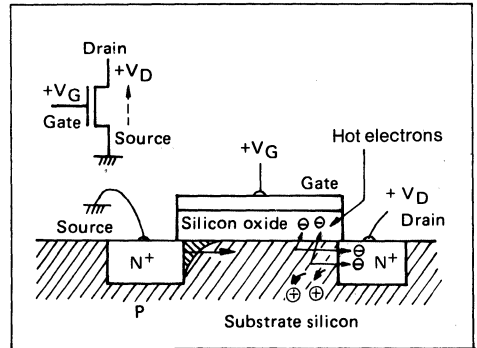 Drain
+VD
+VG
Gate
Source
Hot electrons
+VG
Gate
+ VD
Source
Silicon oxide ⊖ ⊖
Drain
N+
⊖
⊖ N+
⊕ ⊕
P
Substrate silicon